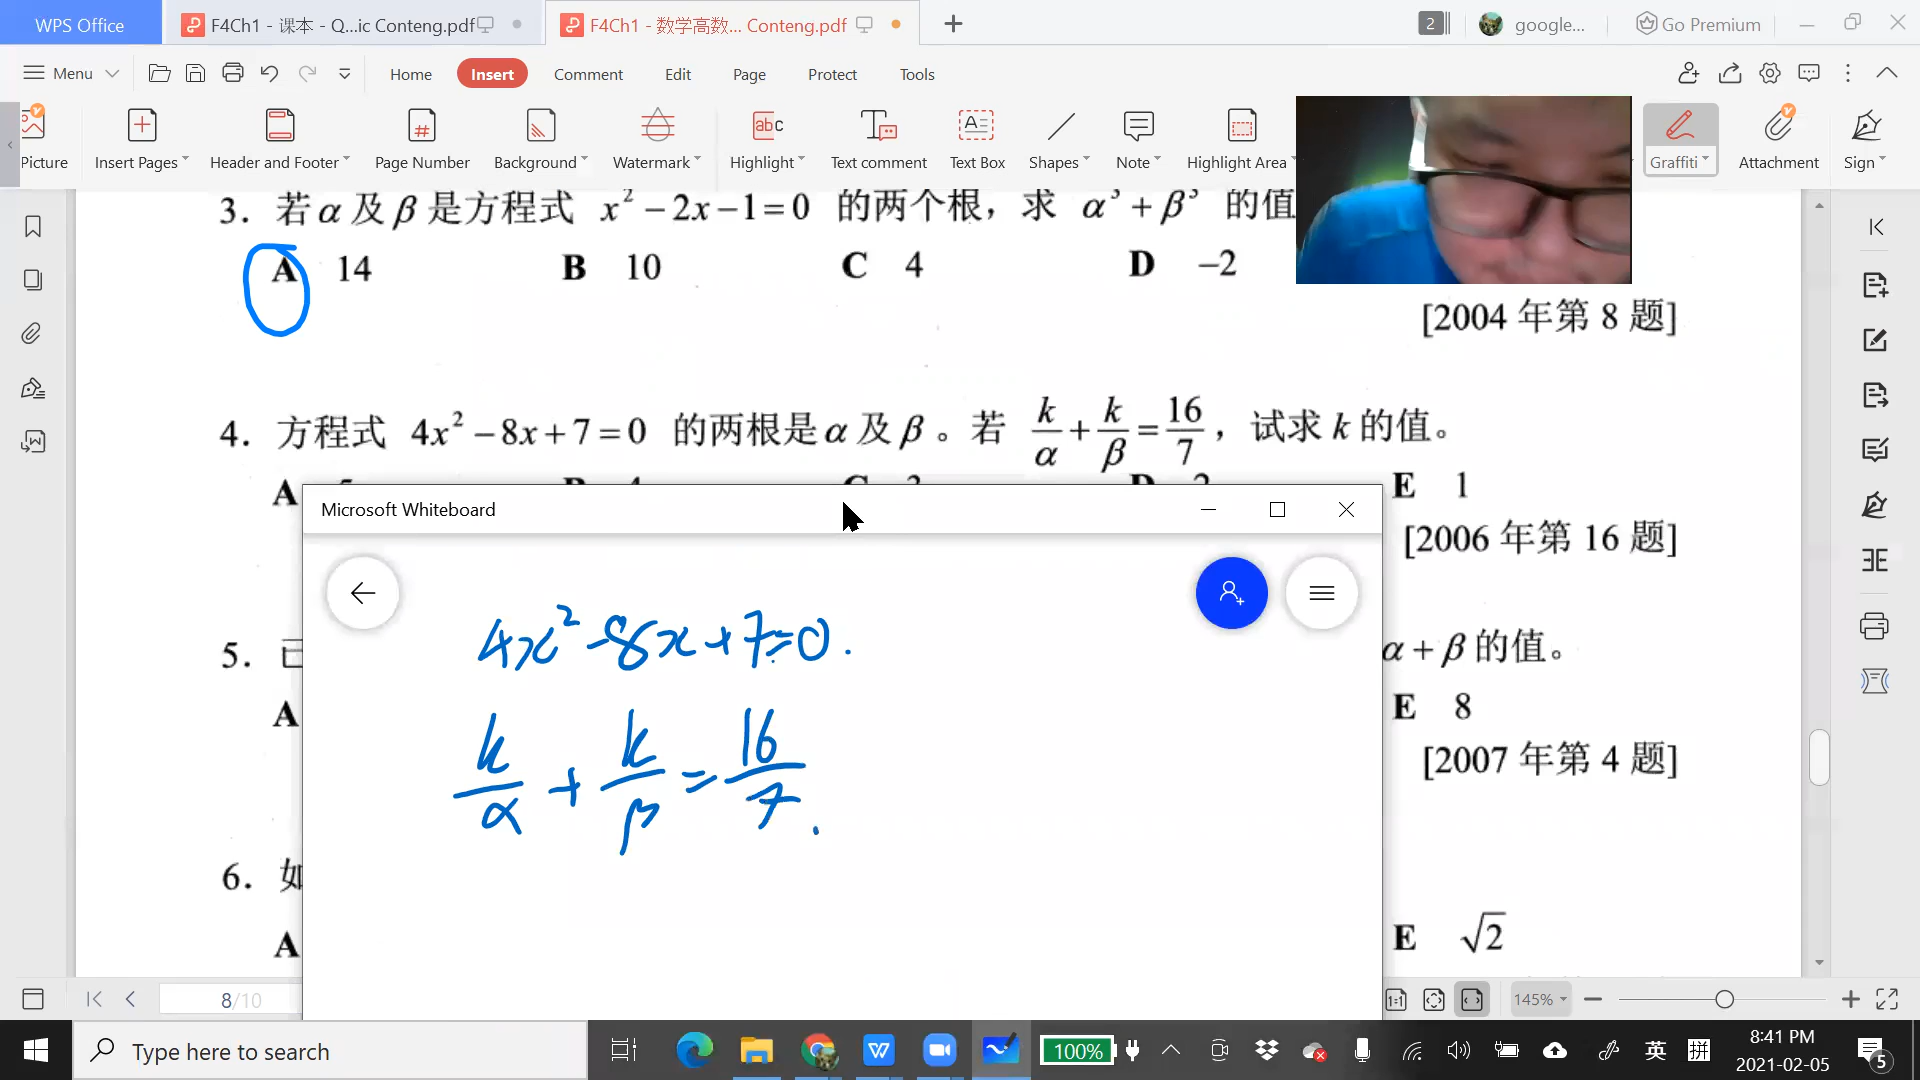 WPS Office
F4Ch1 - 课本 - Q...ic Conteng.pdf
F4Ch1 - 数学高数... Conteng.pdf
2
google...
Go Premium
Menu
Home
Insert
Comment
Edit
Page
Protect
Tools
Picture
Insert Pages
Header and Footer
Page Number
Background
Watermark
Highlight
Text comment
Text Box
Shapes
Note
Highlight Area
Graffiti
Attachment
Sign
3. 若 α 及 β 是方程式 x² − 2x − 1 = 0 的两个根，求 α³ + β³ 的值
A 14 B 10 C 4 D −2
[2004 年第 8 题]
4. 方程式 4x² − 8x + 7 = 0 的两根是 α 及 β 。若 k/α + k/β = 16/7 ，试求 k 的值。
A E 1
[2006 年第 16 题]
Microsoft Whiteboard
4x² − 8x + 7 = 0 .
k/α + k/β = 16/7 .
5. α + β 的值。
A E 8
[2007 年第 4 题]
6. 如
A E √2
8/10
1:1
145%
Type here to search
100%
英
拼
8:41 PM
2021-02-05
5